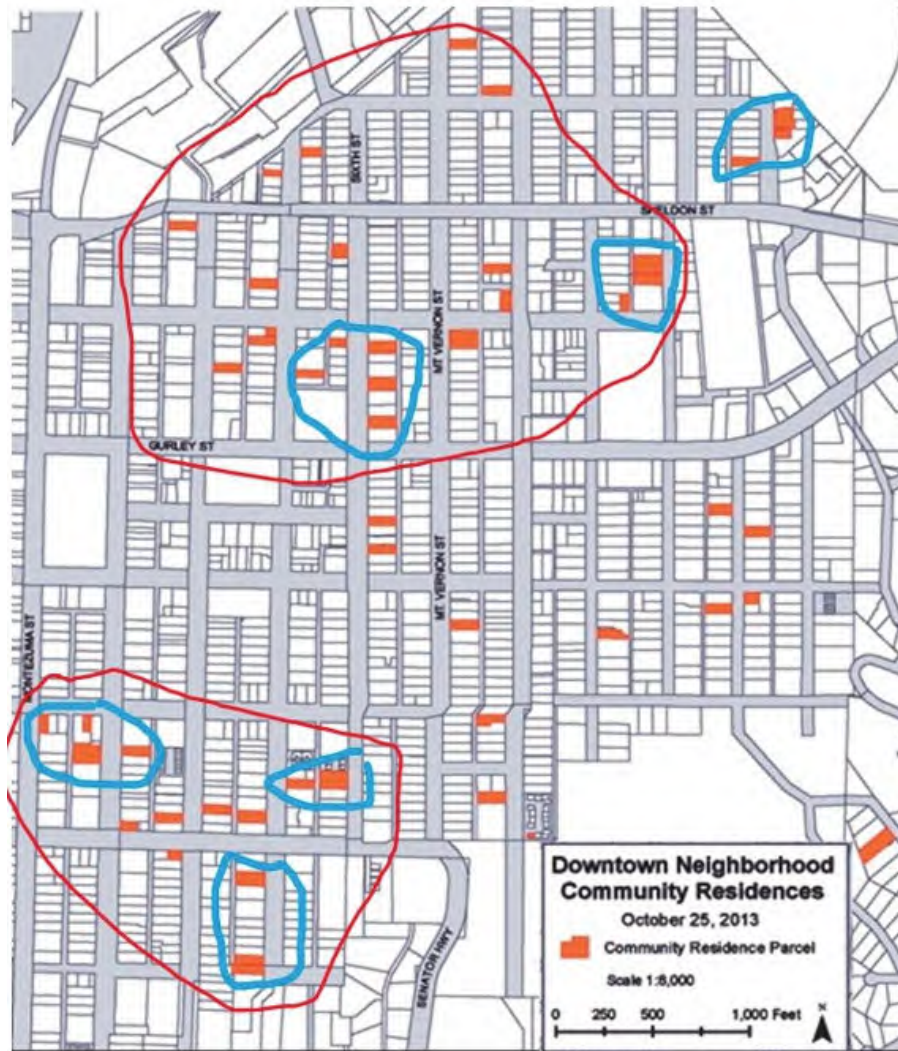 SIXTH ST
SHELDON ST
MT VERNON ST
GURLEY ST
MT. VERNON ST
MONTEZUMA ST
SENATOR HWY
Downtown Neighborhood
Community Residences
October 25, 2013
Community Residence Parcel
Scale 1:6,000
0 250 500 1,000 Feet
N